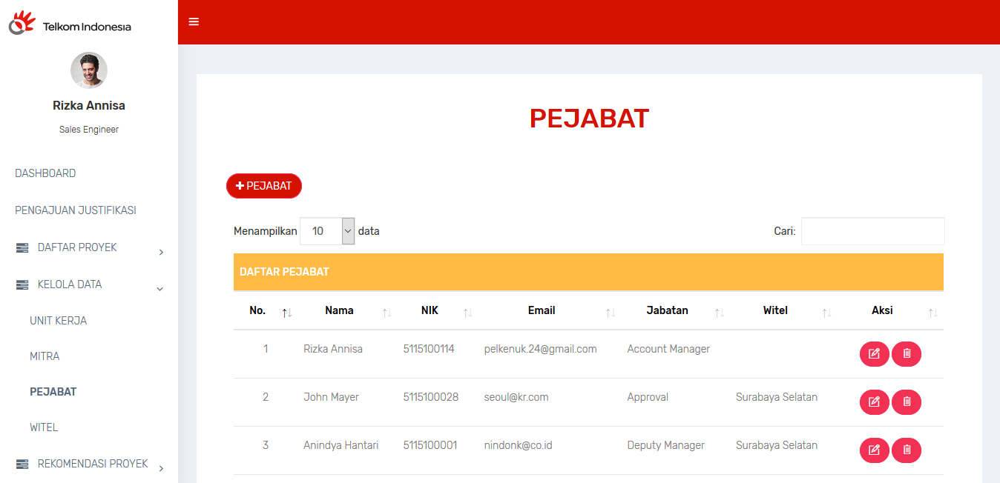 Telkom Indonesia
Rizka Annisa
Sales Engineer
DASHBOARD
PENGAJUAN JUSTIFIKASI
DAFTAR PROYEK
KELOLA DATA
UNIT KERJA
MITRA
PEJABAT
WITEL
REKOMENDASI PROYEK
PEJABAT
PEJABAT
Menampilkan 10 data Cari:
DAFTAR PEJABAT
No. Nama NIK Email Jabatan Witel Aksi
1 Rizka Annisa 5115100114 pelkenuk.24@gmail.com Account Manager
2 John Mayer 5115100028 seoul@kr.com Approval Surabaya Selatan
3 Anindya Hantari 5115100001 nindonk@co.id Deputy Manager Surabaya Selatan